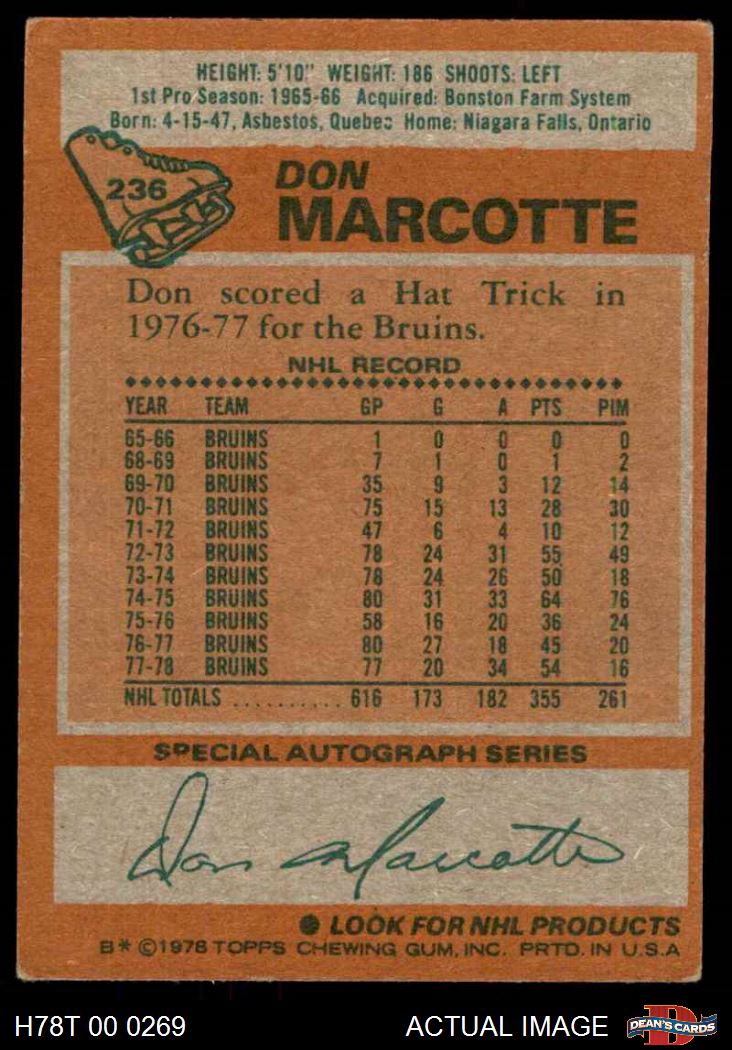 HEIGHT: 5'10" WEIGHT: 186 SHOOTS: LEFT
1st Pro Season: 1965-66 Acquired: Bonston Farm System
Born: 4-15-47, Asbestos, Quebec Home: Niagara Falls, Ontario
236
DON
MARCOTTE
Don scored a Hat Trick in
1976-77 for the Bruins.
NHL RECORD
YEAR TEAM GP G A PTS PIM
65-66 BRUINS 1 0 0 0 0
68-69 BRUINS 7 1 0 1 2
69-70 BRUINS 35 9 3 12 14
70-71 BRUINS 75 15 13 28 30
71-72 BRUINS 47 6 4 10 12
72-73 BRUINS 78 24 31 55 49
73-74 BRUINS 78 24 26 50 18
74-75 BRUINS 80 31 33 64 76
75-76 BRUINS 58 16 20 36 24
76-77 BRUINS 80 27 18 45 20
77-78 BRUINS 77 20 34 54 16
NHL TOTALS .......... 616 173 182 355 261
SPECIAL AUTOGRAPH SERIES
Don Marcotte
● LOOK FOR NHL PRODUCTS
B* ©1978 TOPPS CHEWING GUM, INC. PRTD. IN U.S.A
H78T 00 0269 ACTUAL IMAGE D DEAN'S CARDS